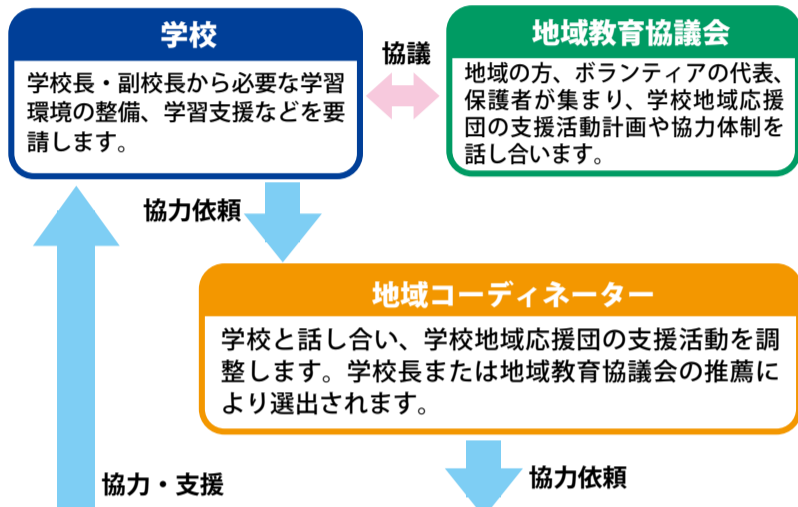 学校
学校長・副校長から必要な学習
環境の整備、学習支援などを要
請します。
協議
地域教育協議会
地域の方、ボランティアの代表、
保護者が集まり、学校地域応援
団の支援活動計画や協力体制を
話し合います。
協力依頼
地域コーディネーター
学校と話し合い、学校地域応援団の支援活動を調
整します。学校長または地域教育協議会の推薦に
より選出されます。
協力・支援
協力依頼